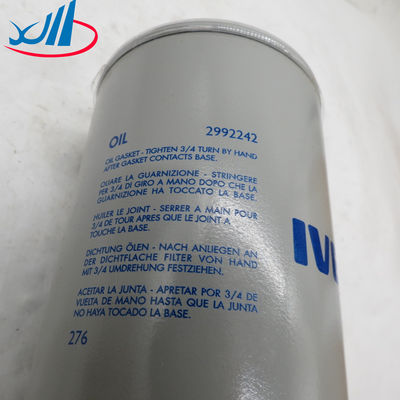 OIL 2992242
OIL GASKET - TIGHTEN 3/4 TURN BY HAND
AFTER GASKET CONTACTS BASE.
OLIARE LA GUARNIZIONE - STRINGERE
PER 3/4 DI GIRO A MANO DOPO CHE LA
GUARNIZIONE HA TOCCATO LA BASE.
HUILER LE JOINT - SERRER A MAIN POUR
3/4 DE TOUR APRES QUE LE JOINT A
TOUCHE LA BASE.
DICHTUNG ÖLEN - NACH ANLIEGEN AN
DER DICHTFLACHE FILTER VON HAND
MIT 3/4 UMDREHUNG FESTZIEHEN.
ACEITAR LA JUNTA - APRETAR POR 3/4 DE
VUELTA DE MANO HASTA QUE LA JUNTA
NO HAYA TOCADO LA BASE.
276